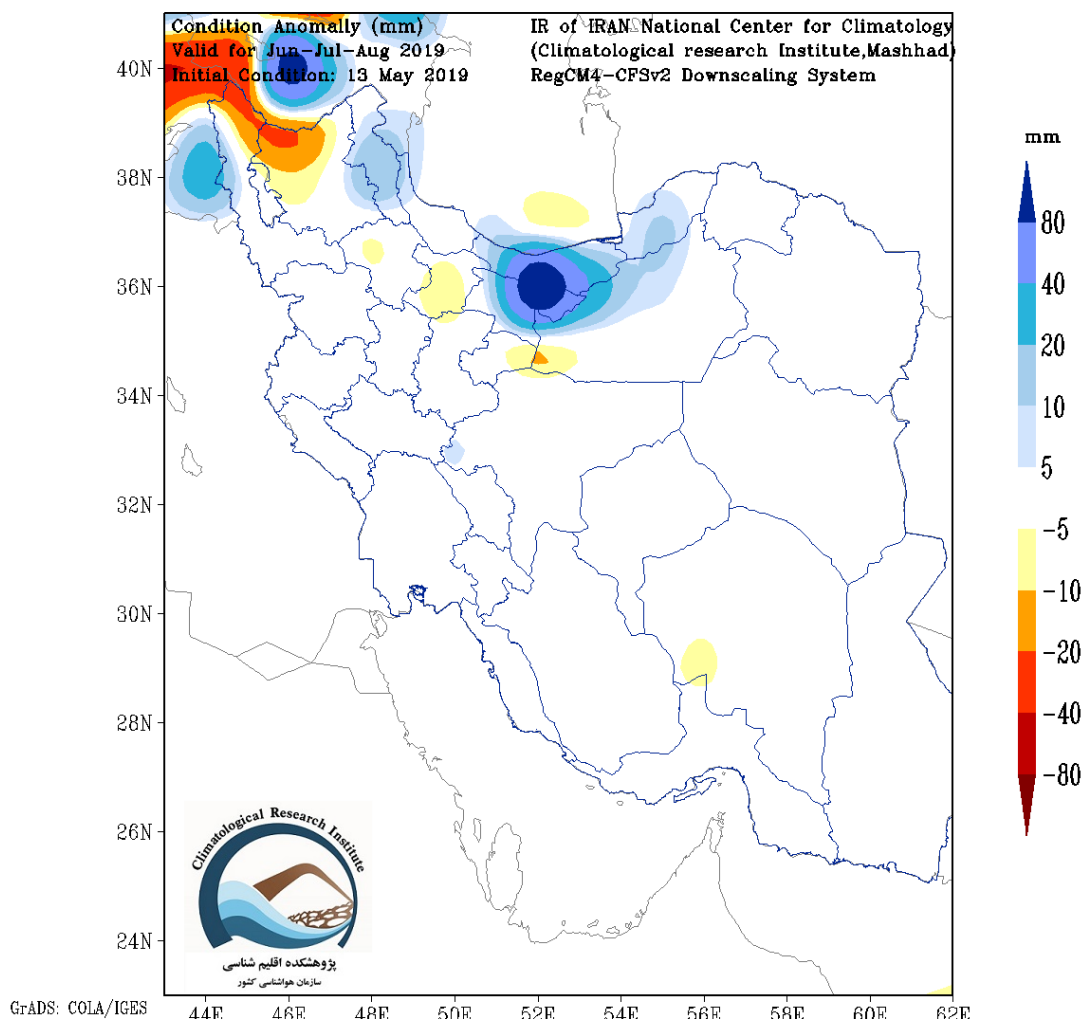 Condition Anomally (mm)
Valid for Jun-Jul-Aug 2019
Initial Condition: 13 May 2019
IR of IRAN National Center for Climatology
(Climatological research Institute,Mashhad)
RegCM4-CFSv2 Downscaling System
40N
38N
36N
34N
32N
30N
28N
26N
24N
44E
46E
48E
50E
52E
54E
56E
58E
60E
62E
mm
80
40
20
10
5
-5
-10
-20
-40
-80
Climatological Research Institute
پژوهشکده اقلیم شناسی
سازمان هواشناسی کشور
GrADS: COLA/IGES